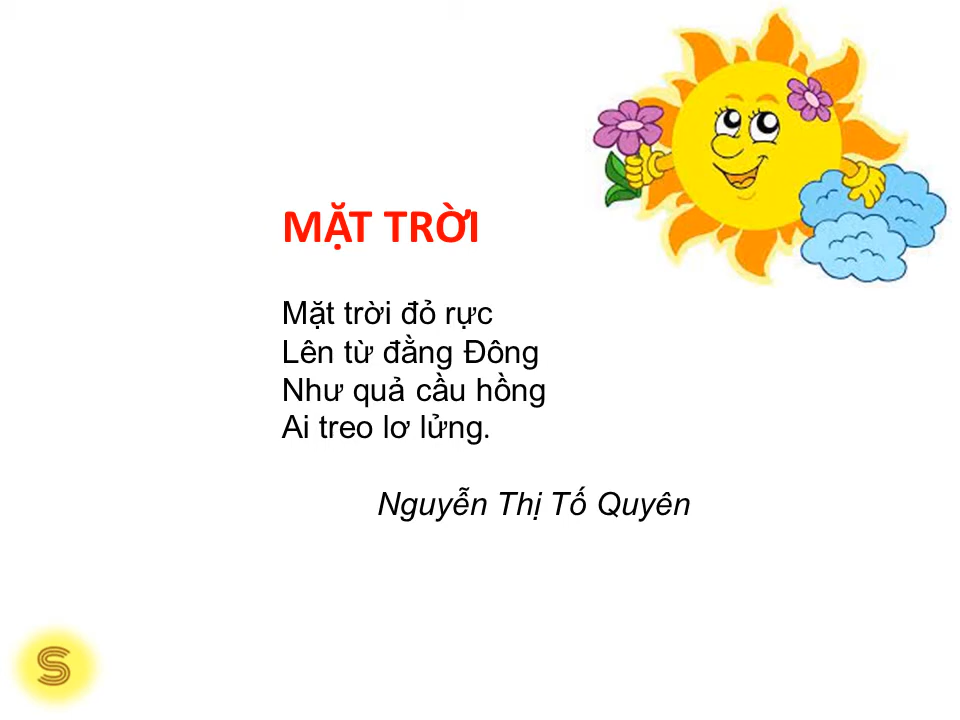 MẶT TRỜI
Mặt trời đỏ rực
Lên từ đằng Đông
Như quả cầu hồng
Ai treo lơ lửng.
Nguyễn Thị Tố Quyên
S